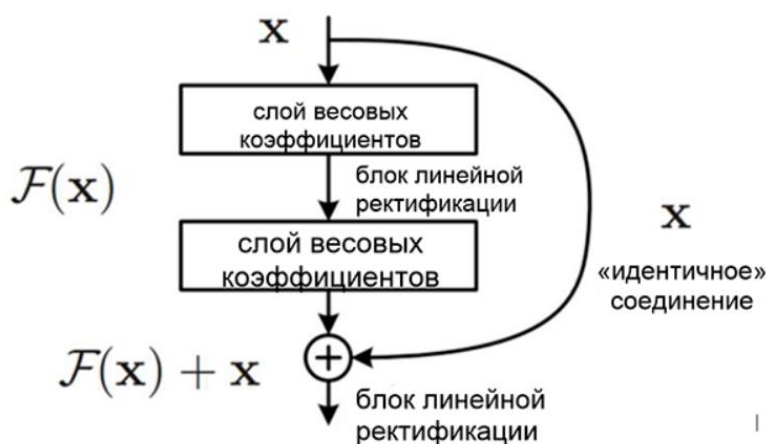 x
слой весовых
коэффициентов
блок линейной
ректификации
F(x)
x
слой весовых
коэффициентов
«идентичное»
соединение
F(x) + x
+
блок линейной
ректификации